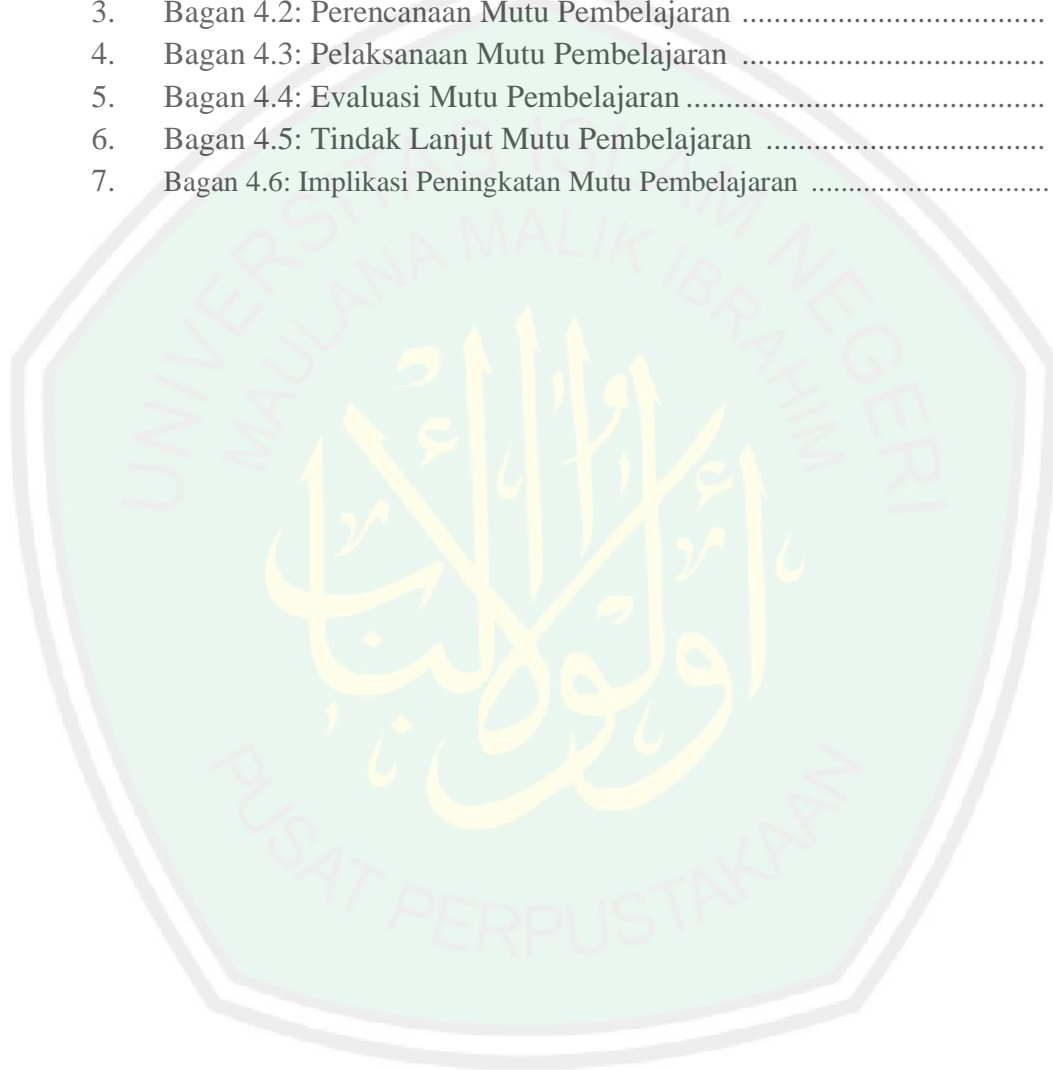 3. Bagan 4.2: Perencanaan Mutu Pembelajaran ......................................
4. Bagan 4.3: Pelaksanaan Mutu Pembelajaran ......................................
5. Bagan 4.4: Evaluasi Mutu Pembelajaran .............................................
6. Bagan 4.5: Tindak Lanjut Mutu Pembelajaran ...................................
7. Bagan 4.6: Implikasi Peningkatan Mutu Pembelajaran ................................
UNIVERSITAS ISLAM NEGERI
MAULANA MALIK IBRAHIM
أولوا الألباب
PUSAT PERPUSTAKAAN